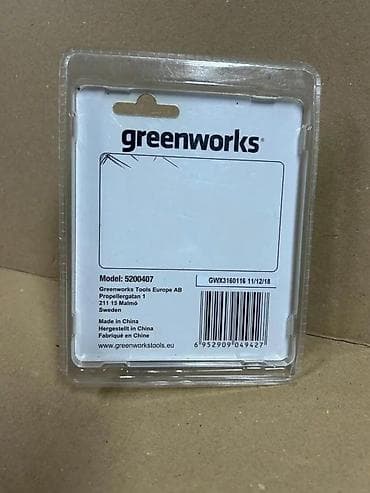 greenworks®
Model: 5200407
Greenworks Tools Europe AB
Propellergatan 1
211 15 Malmö
Sweden
Made in China
Hergestellt in China
Fabriqué en Chine
www.greenworkstools.eu
GWX3160116 11/12/18
6 952909 049427